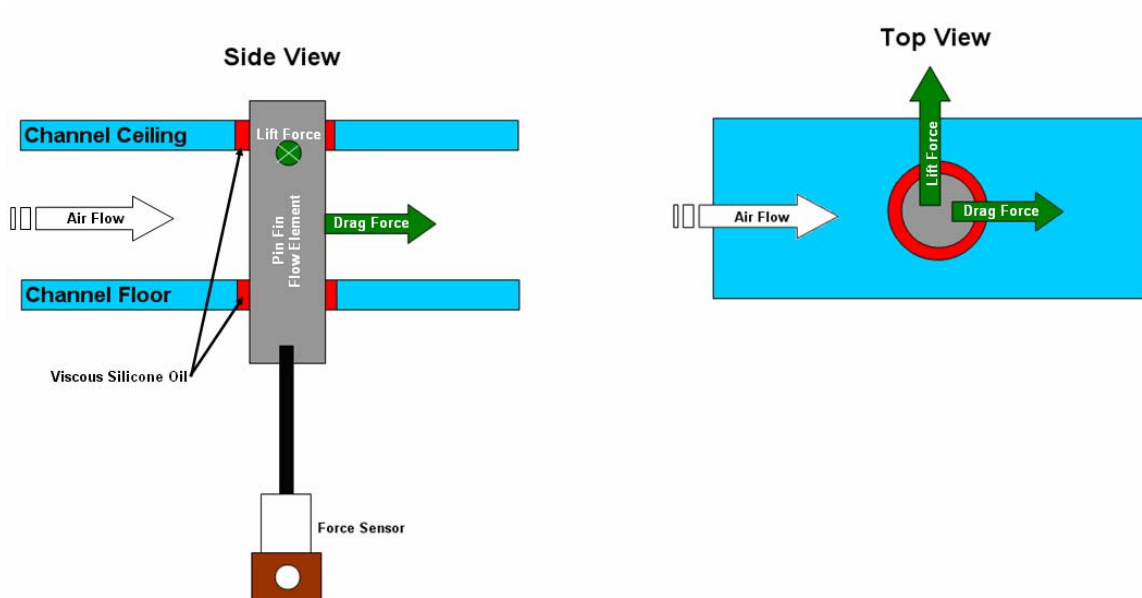 Side View
Channel Ceiling
Lift Force
Air Flow
Pin Fin
Flow Element
Drag Force
Channel Floor
Viscous Silicone Oil
Force Sensor
Top View
Lift Force
Air Flow
Drag Force